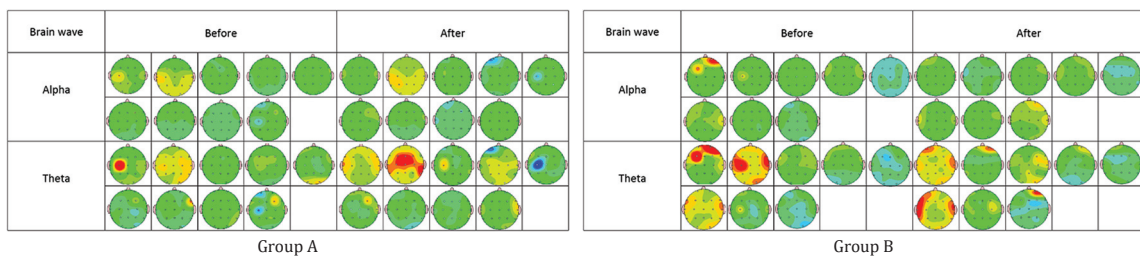 Brain wave Before After
Alpha
Theta
Group A
Brain wave Before After
Alpha
Theta
Group B